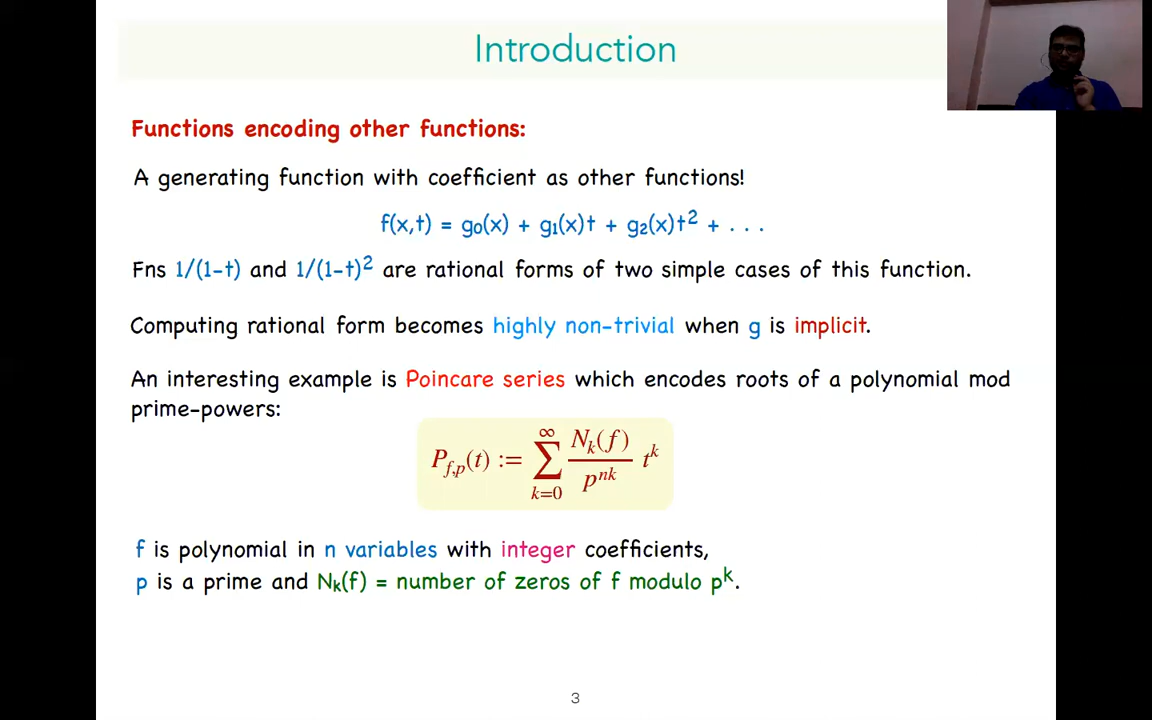 Introduction
Functions encoding other functions:
A generating function with coefficient as other functions!
f(x,t) = g₀(x) + g₁(x)t + g₂(x)t² + . . .
Fns 1/(1-t) and 1/(1-t)² are rational forms of two simple cases of this function.
Computing rational form becomes highly non-trivial when g is implicit.
An interesting example is Poincare series which encodes roots of a polynomial mod
prime-powers:
P_{f,p}(t) := \sum_{k=0}^{∞} \frac{N_k(f)}{p^{nk}} t^k
f is polynomial in n variables with integer coefficients,
p is a prime and Nₖ(f) = number of zeros of f modulo pᵏ.
3